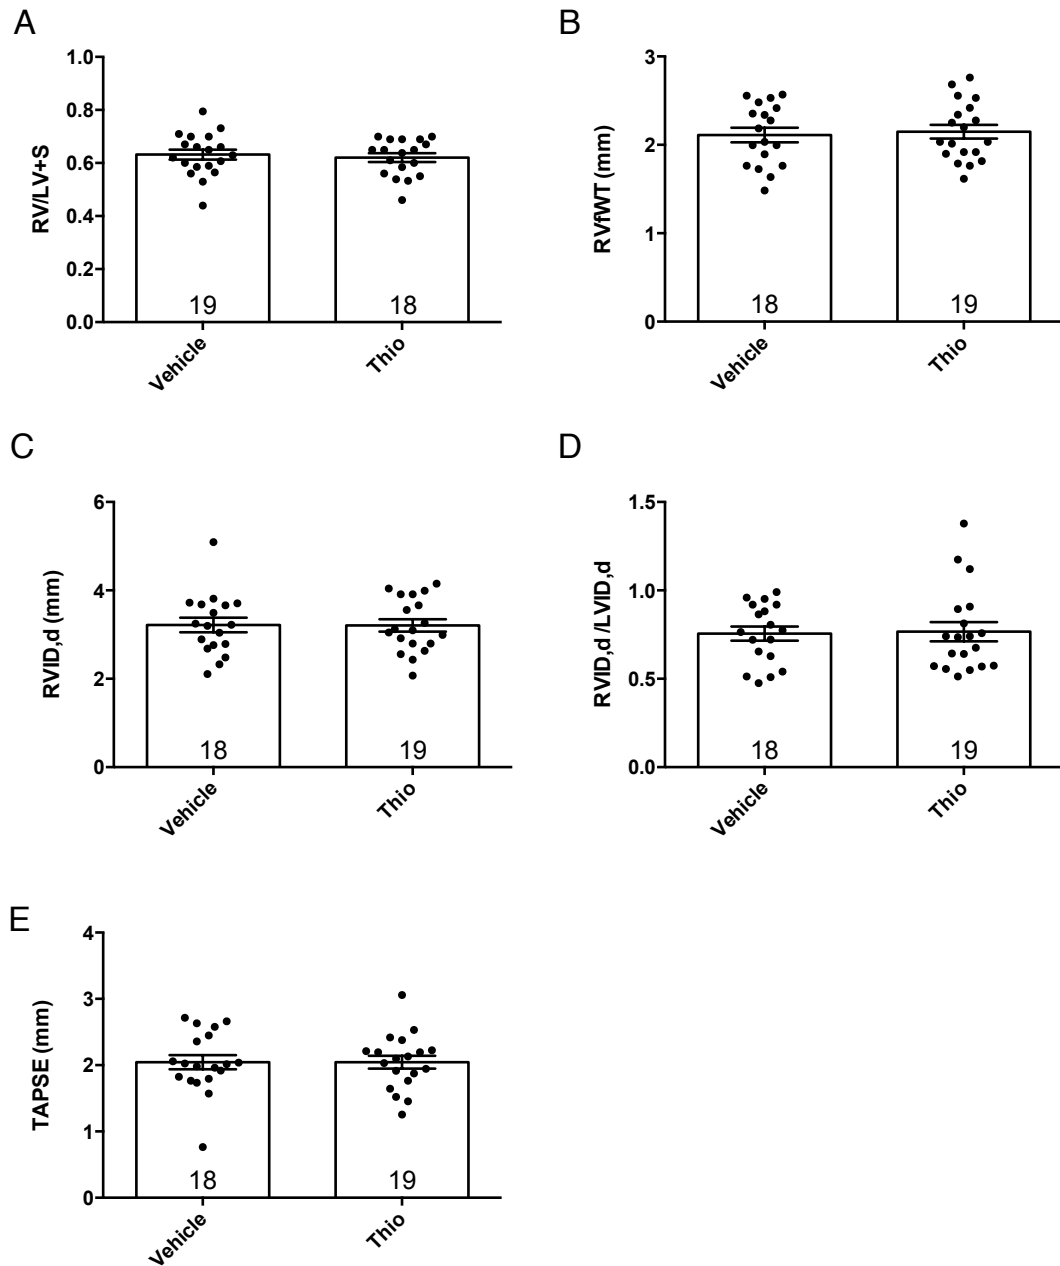 A
RV/LV+S
1.0
0.8
0.6
0.4
0.2
0.0
19
18
Vehicle
Thio
B
RVfWT (mm)
3
2
1
0
18
19
Vehicle
Thio
C
RVID,d (mm)
6
4
2
0
18
19
Vehicle
Thio
D
RVID,d /LVID,d
1.5
1.0
0.5
0.0
18
19
Vehicle
Thio
E
TAPSE (mm)
4
3
2
1
0
18
19
Vehicle
Thio